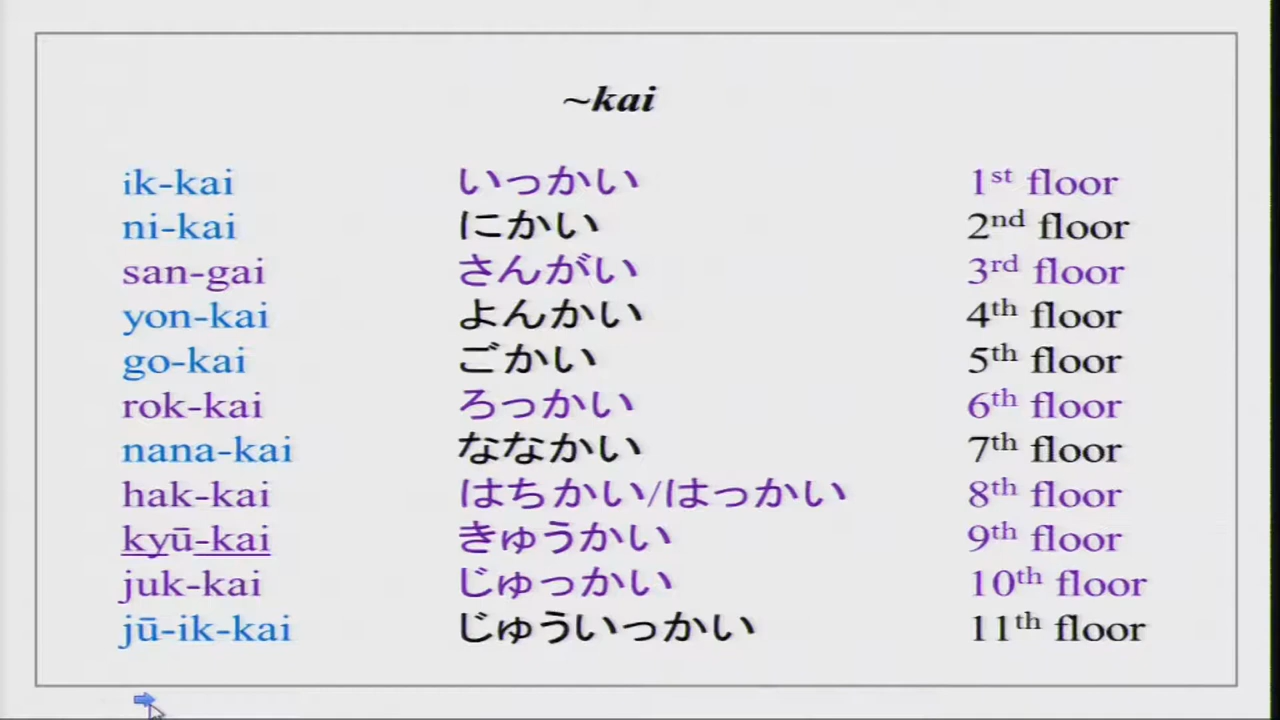 ~kai
ik-kai いっかい 1st floor
ni-kai にかい 2nd floor
san-gai さんがい 3rd floor
yon-kai よんかい 4th floor
go-kai ごかい 5th floor
rok-kai ろっかい 6th floor
nana-kai ななかい 7th floor
hak-kai はちかい/はっかい 8th floor
kyū-kai きゅうかい 9th floor
juk-kai じゅっかい 10th floor
jū-ik-kai じゅういっかい 11th floor